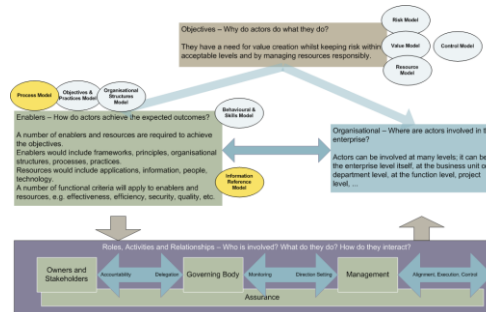 Objectives – Why do actors do what they do?
They have a need for value creation whilst keeping risk within
acceptable levels and by managing resources responsibly.
Risk Model
Value Model
Control Model
Resource
Model
Process Model
Objectives &
Practices Model
Organisational
Structures
Model
Behavioural &
Skills Model
Enablers – How do actors achieve the expected outcomes?
A number of enablers and resources are required to achieve
the objectives.
Enablers would include frameworks, principles, organisational
structures, processes, practices.
Resources would include applications, information, people,
technology.
A number of functional criteria will apply to enablers and
resources, e.g. effectiveness, efficiency, security, quality, etc.
Information
Reference
Model
Organisational – Where are actors involved in the
enterprise?
Actors can be involved at many levels; it can be
the enterprise level itself, at the business unit or
department level, at the function level, project
level, ...
Roles, Activities and Relationships – Who is involved? What do they do? How do they interact?
Owners and
Stakeholders
Accountability
Delegation
Governing Body
Monitoring
Direction Setting
Management
Alignment, Execution, Control
Assurance